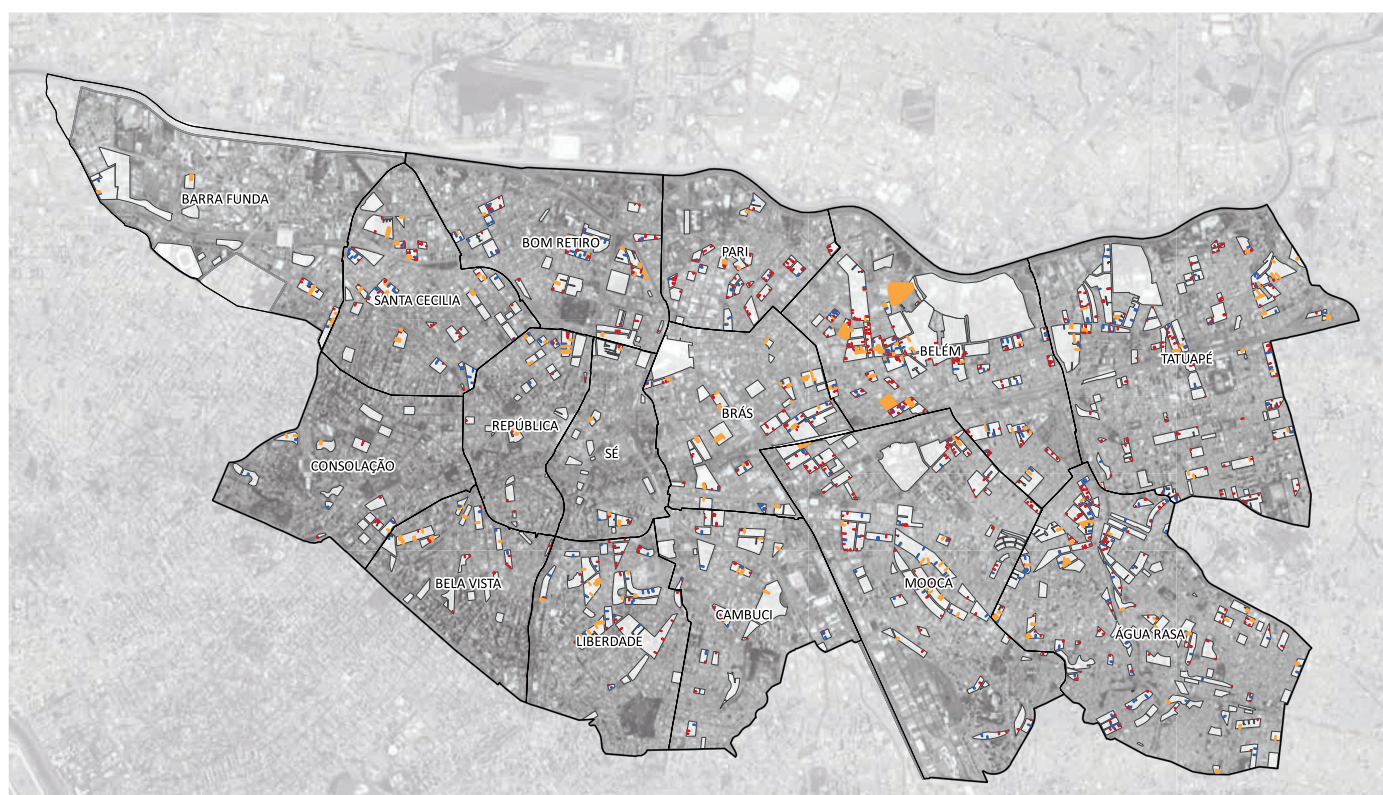 BARRA FUNDA
BOM RETIRO
PARI
SANTA CECILIA
BELÉM
TATUAPÉ
BRÁS
REPÚBLICA
SÉ
CONSOLAÇÃO
BELA VISTA
MOOCA
CAMBUCI
LIBERDADE
ÁGUA RASA